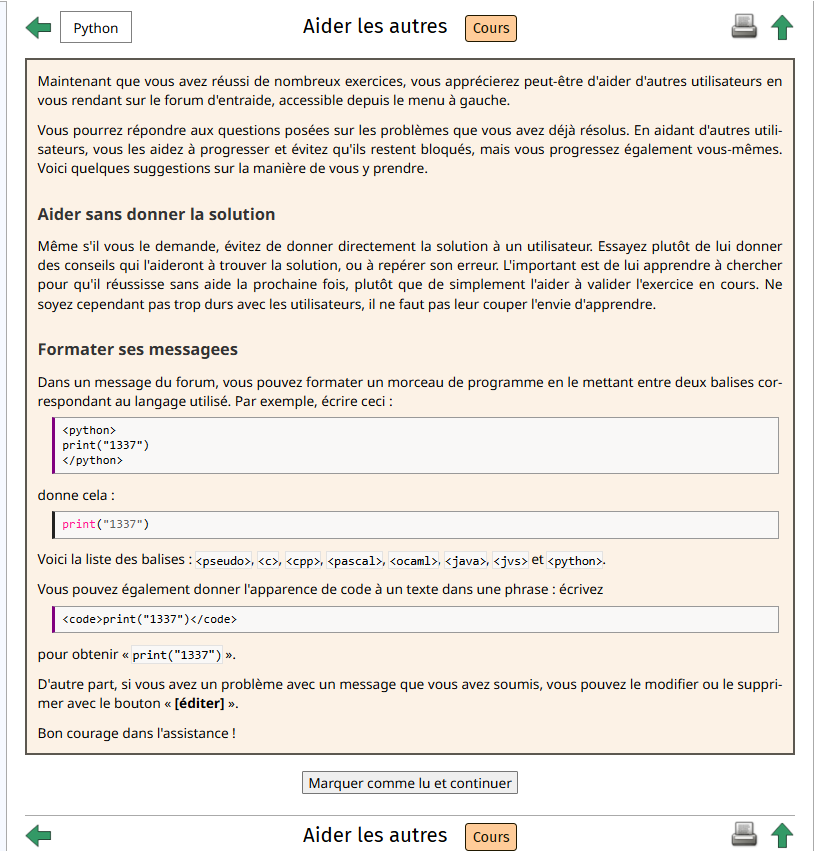 Python
Aider les autres Cours
Maintenant que vous avez réussi de nombreux exercices, vous apprécierez peut-être d'aider d'autres utilisateurs en
vous rendant sur le forum d'entraide, accessible depuis le menu à gauche.
Vous pourrez répondre aux questions posées sur les problèmes que vous avez déjà résolus. En aidant d'autres utili-
sateurs, vous les aidez à progresser et évitez qu'ils restent bloqués, mais vous progressez également vous-mêmes.
Voici quelques suggestions sur la manière de vous y prendre.
Aider sans donner la solution
Même s'il vous le demande, évitez de donner directement la solution à un utilisateur. Essayez plutôt de lui donner
des conseils qui l'aideront à trouver la solution, ou à repérer son erreur. L'important est de lui apprendre à chercher
pour qu'il réussisse sans aide la prochaine fois, plutôt que de simplement l'aider à valider l'exercice en cours. Ne
soyez cependant pas trop durs avec les utilisateurs, il ne faut pas leur couper l'envie d'apprendre.
Formater ses messagees
Dans un message du forum, vous pouvez formater un morceau de programme en le mettant entre deux balises cor-
respondant au langage utilisé. Par exemple, écrire ceci :
<python>
print("1337")
</python>
donne cela :
print("1337")
Voici la liste des balises : <pseudo>, <c>, <cpp>, <pascal>, <ocaml>, <java>, <jvs> et <python>.
Vous pouvez également donner l'apparence de code à un texte dans une phrase : écrivez
<code>print("1337")</code>
pour obtenir « print("1337") ».
D'autre part, si vous avez un problème avec un message que vous avez soumis, vous pouvez le modifier ou le suppri-
mer avec le bouton « [éditer] ».
Bon courage dans l'assistance !
Marquer comme lu et continuer
Aider les autres Cours